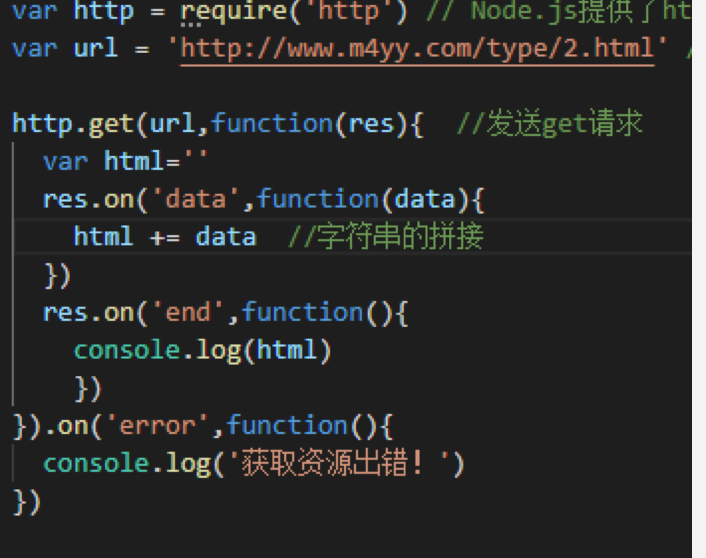 var http = require('http') // Node.js提供了ht
var url = 'http://www.m4yy.com/type/2.html' /
http.get(url,function(res){  //发送get请求
  var html=''
  res.on('data',function(data){
    html += data  //字符串的拼接
  })
  res.on('end',function(){
    console.log(html)
    })
}).on('error',function(){
  console.log('获取资源出错！')
})